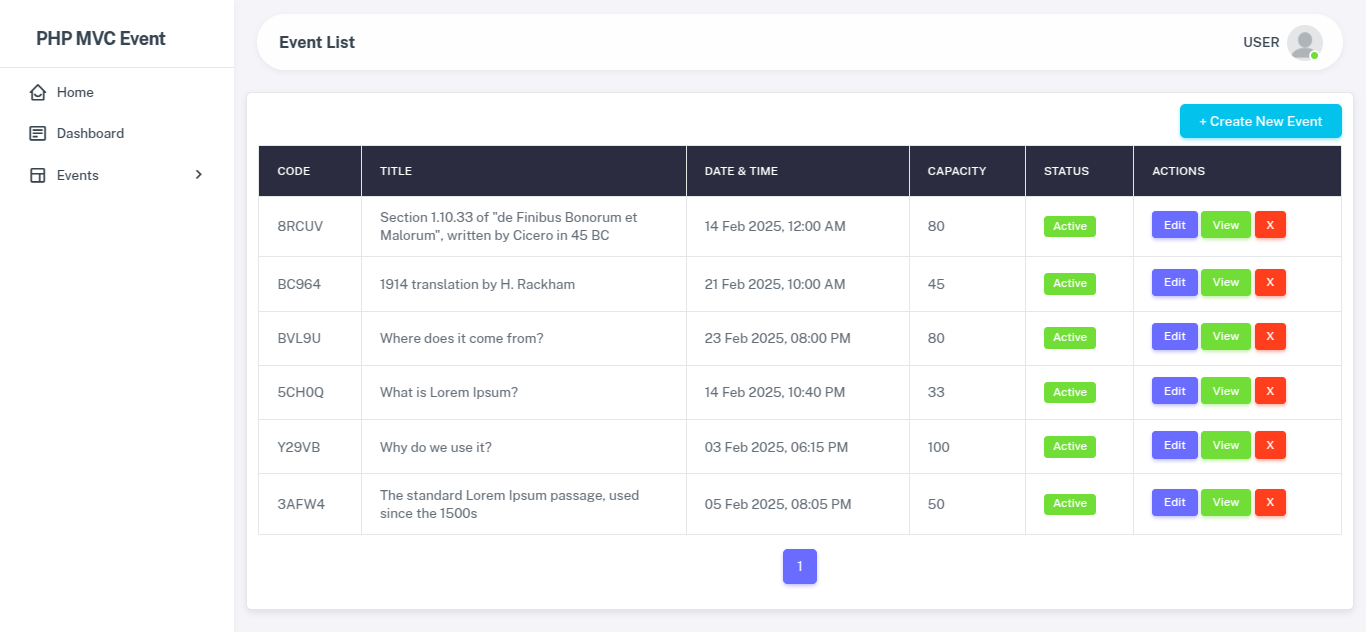 PHP MVC Event
Home
Dashboard
Events
Event List
USER
+ Create New Event
CODE TITLE DATE & TIME CAPACITY STATUS ACTIONS
8RCUV Section 1.10.33 of "de Finibus Bonorum et
Malorum", written by Cicero in 45 BC 14 Feb 2025, 12:00 AM 80 Active Edit View X
BC964 1914 translation by H. Rackham 21 Feb 2025, 10:00 AM 45 Active Edit View X
BVL9U Where does it come from? 23 Feb 2025, 08:00 PM 80 Active Edit View X
5CH0Q What is Lorem Ipsum? 14 Feb 2025, 10:40 PM 33 Active Edit View X
Y29VB Why do we use it? 03 Feb 2025, 06:15 PM 100 Active Edit View X
3AFW4 The standard Lorem Ipsum passage, used
since the 1500s 05 Feb 2025, 08:05 PM 50 Active Edit View X
1